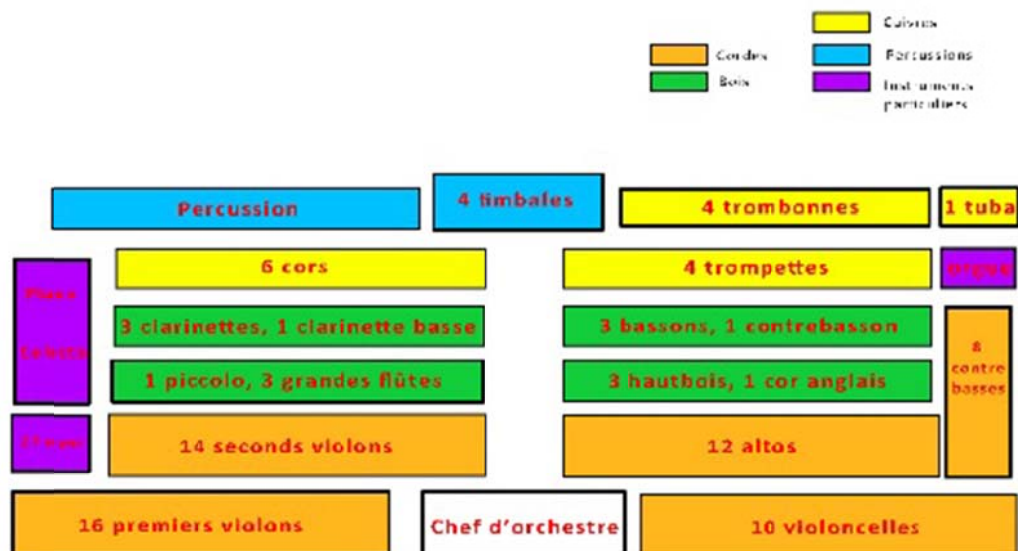 Cuivres
Cordes
Percussions
Bois
Instruments
particuliers
Percussion
4 timbales
4 trombonnes
1 tuba
6 cors
4 trompettes
orgue
3 clarinettes, 1 clarinette basse
3 bassons, 1 contrebasson
8
contre
basses
1 piccolo, 3 grandes flûtes
3 hautbois, 1 cor anglais
14 seconds violons
12 altos
16 premiers violons
Chef d'orchestre
10 violoncelles